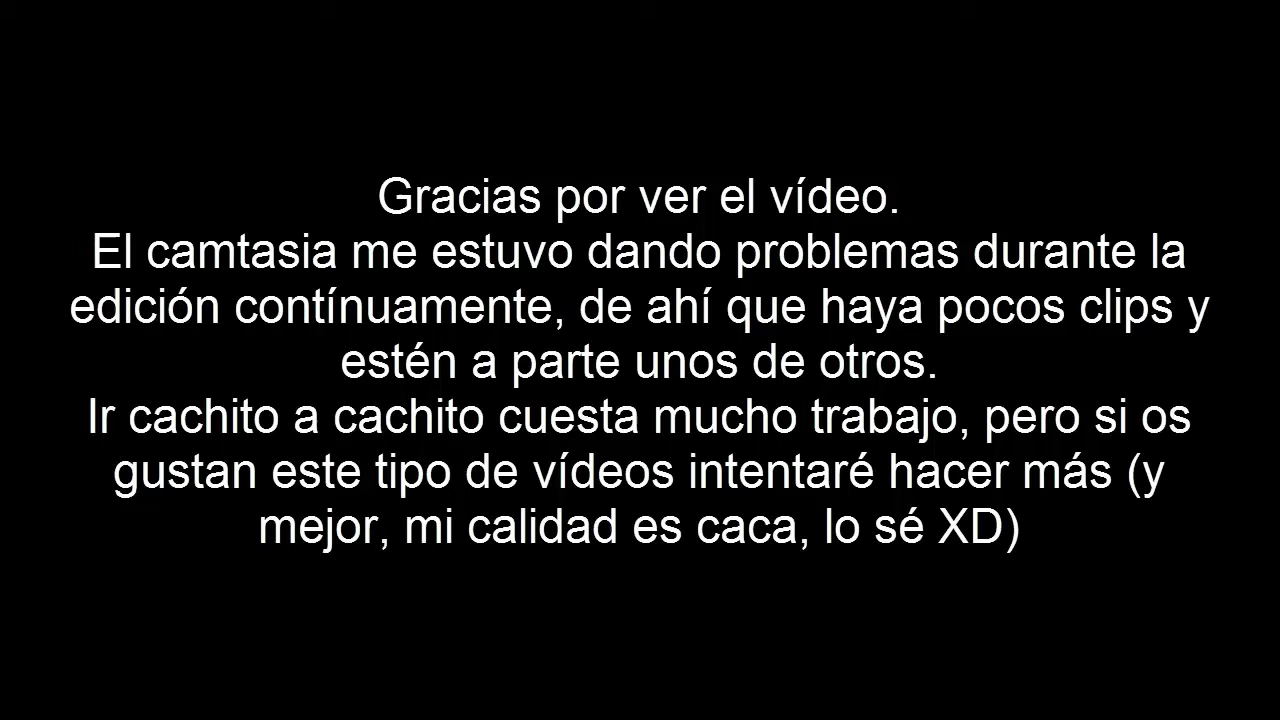 Gracias por ver el vídeo.
El camtasia me estuvo dando problemas durante la
edición contínuamente, de ahí que haya pocos clips y
estén a parte unos de otros.
Ir cachito a cachito cuesta mucho trabajo, pero si os
gustan este tipo de vídeos intentaré hacer más (y
mejor, mi calidad es caca, lo sé XD)